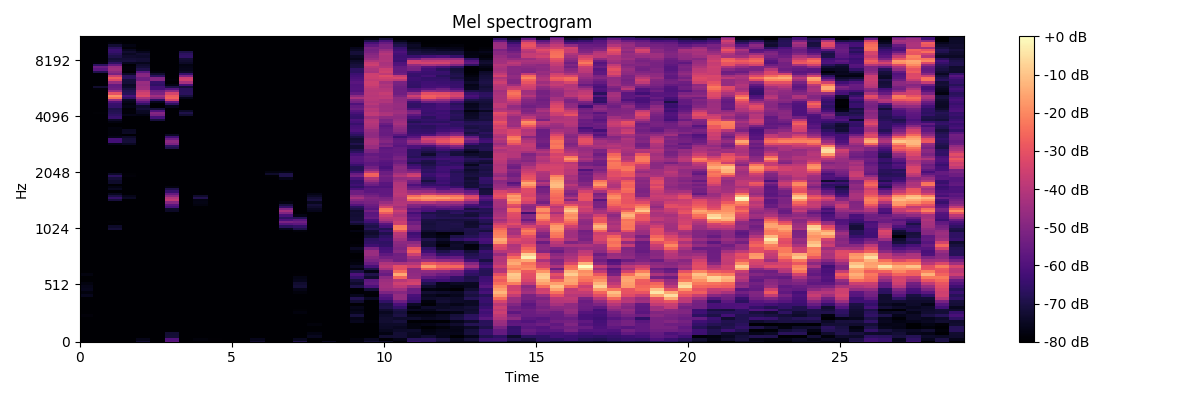 Mel spectrogram
8192
4096
2048
1024
512
0
Hz
0 5 10 15 20 25
Time
+0 dB
-10 dB
-20 dB
-30 dB
-40 dB
-50 dB
-60 dB
-70 dB
-80 dB